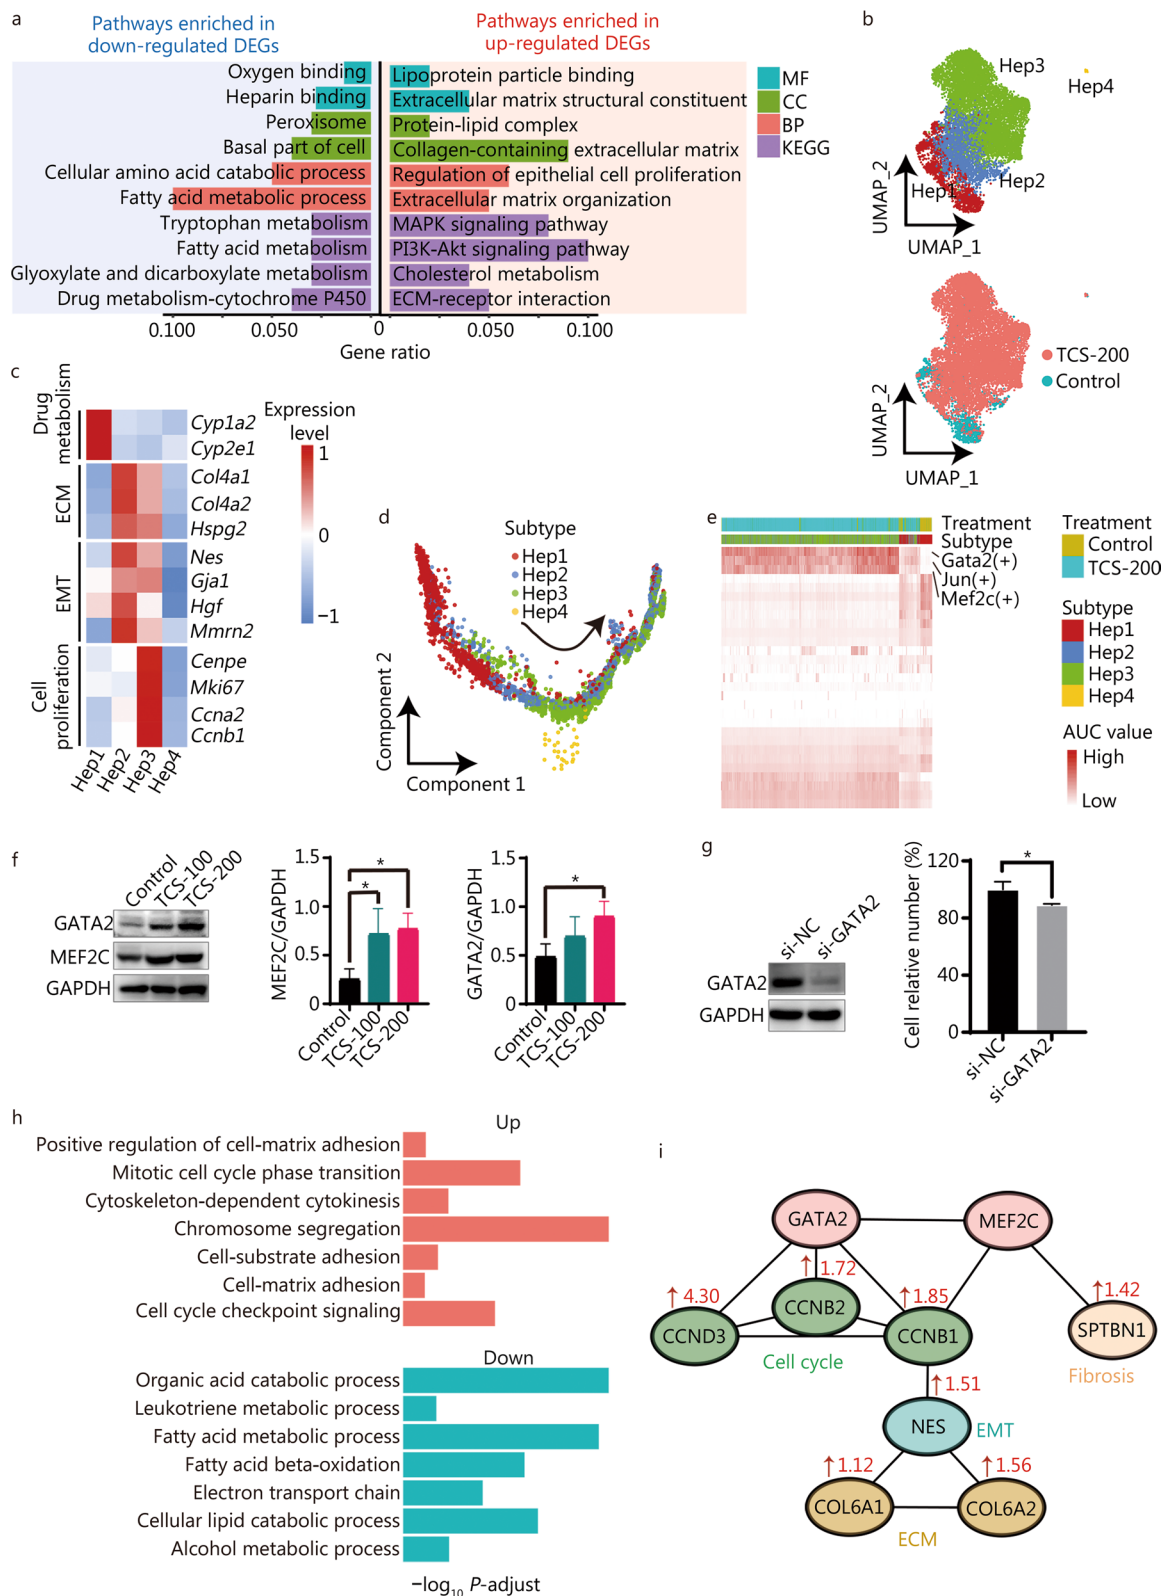 a
Pathways enriched in
down-regulated DEGs
Pathways enriched in
up-regulated DEGs
Oxygen binding
Heparin binding
Peroxisome
Basal part of cell
Cellular amino acid catabolic process
Fatty acid metabolic process
Tryptophan metabolism
Fatty acid metabolism
Glyoxylate and dicarboxylate metabolism
Drug metabolism-cytochrome P450
Lipoprotein particle binding
Extracellular matrix structural constituent
Protein-lipid complex
Collagen-containing extracellular matrix
Regulation of epithelial cell proliferation
Extracellular matrix organization
MAPK signaling pathway
PI3K-Akt signaling pathway
Cholesterol metabolism
ECM-receptor interaction
MF
CC
BP
KEGG
0.100 0.050 0 0.050 0.100
Gene ratio
b
Hep3
Hep4
Hep2
Hep1
UMAP_2
UMAP_1
TCS-200
Control
UMAP_2
UMAP_1
c
Drug
metabolism
ECM
EMT
Cell
proliferation
Cyp1a2
Cyp2e1
Col4a1
Col4a2
Hspg2
Nes
Gja1
Hgf
Mmrn2
Cenpe
Mki67
Ccna2
Ccnb1
Hep1 Hep2 Hep3 Hep4
Expression
level
1
0
−1
d
Subtype
Hep1
Hep2
Hep3
Hep4
Component 2
Component 1
e
Treatment
Subtype
Gata2(+)
Jun(+)
Mef2c(+)
Treatment
Control
TCS-200
Subtype
Hep1
Hep2
Hep3
Hep4
AUC value
High
Low
f
Control TCS-100 TCS-200
GATA2
MEF2C
GAPDH
MEF2C/GAPDH
1.5
1.0
0.5
0
*
*
Control TCS-100 TCS-200
GATA2/GAPDH
1.5
1.0
0.5
0
*
Control TCS-100 TCS-200
g
si-NC si-GATA2
GATA2
GAPDH
Cell relative number (%)
120
80
40
0
*
si-NC si-GATA2
h
Up
Positive regulation of cell-matrix adhesion
Mitotic cell cycle phase transition
Cytoskeleton-dependent cytokinesis
Chromosome segregation
Cell-substrate adhesion
Cell-matrix adhesion
Cell cycle checkpoint signaling
Down
Organic acid catabolic process
Leukotriene metabolic process
Fatty acid metabolic process
Fatty acid beta-oxidation
Electron transport chain
Cellular lipid catabolic process
Alcohol metabolic process
−log10 P-adjust
i
GATA2
MEF2C
↑1.72
↑4.30
CCNB2
↑1.85
↑1.42
CCND3
CCNB1
SPTBN1
Cell cycle
Fibrosis
↑1.51
NES
EMT
↑1.12
↑1.56
COL6A1
COL6A2
ECM